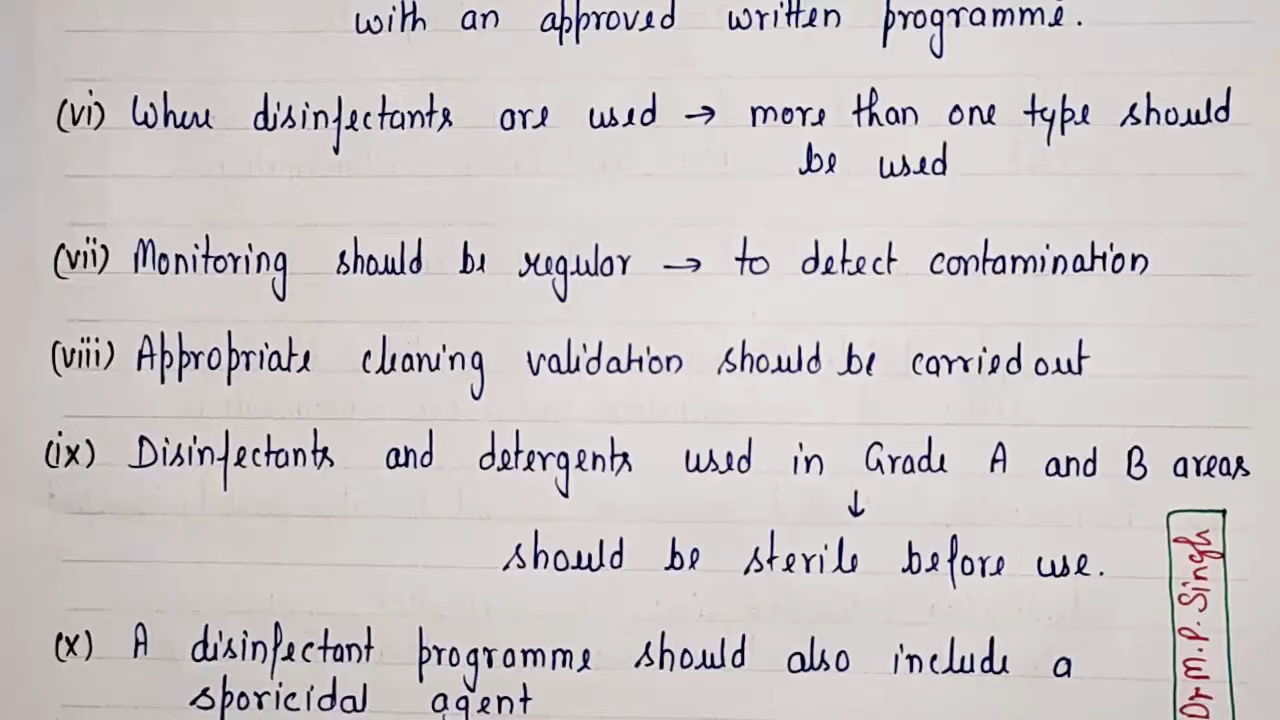 with an approved written programme.
(vi) Where disinfectants are used → more than one type should
be used
(vii) Monitoring should be regular → to detect contamination
(viii) Appropriate cleaning validation should be carried out
(ix) Disinfectants and detergents used in Grade A and B areas
↓
should be sterile before use.
(x) A disinfectant programme should also include a
sporicidal agent
Dr M.P. Singh